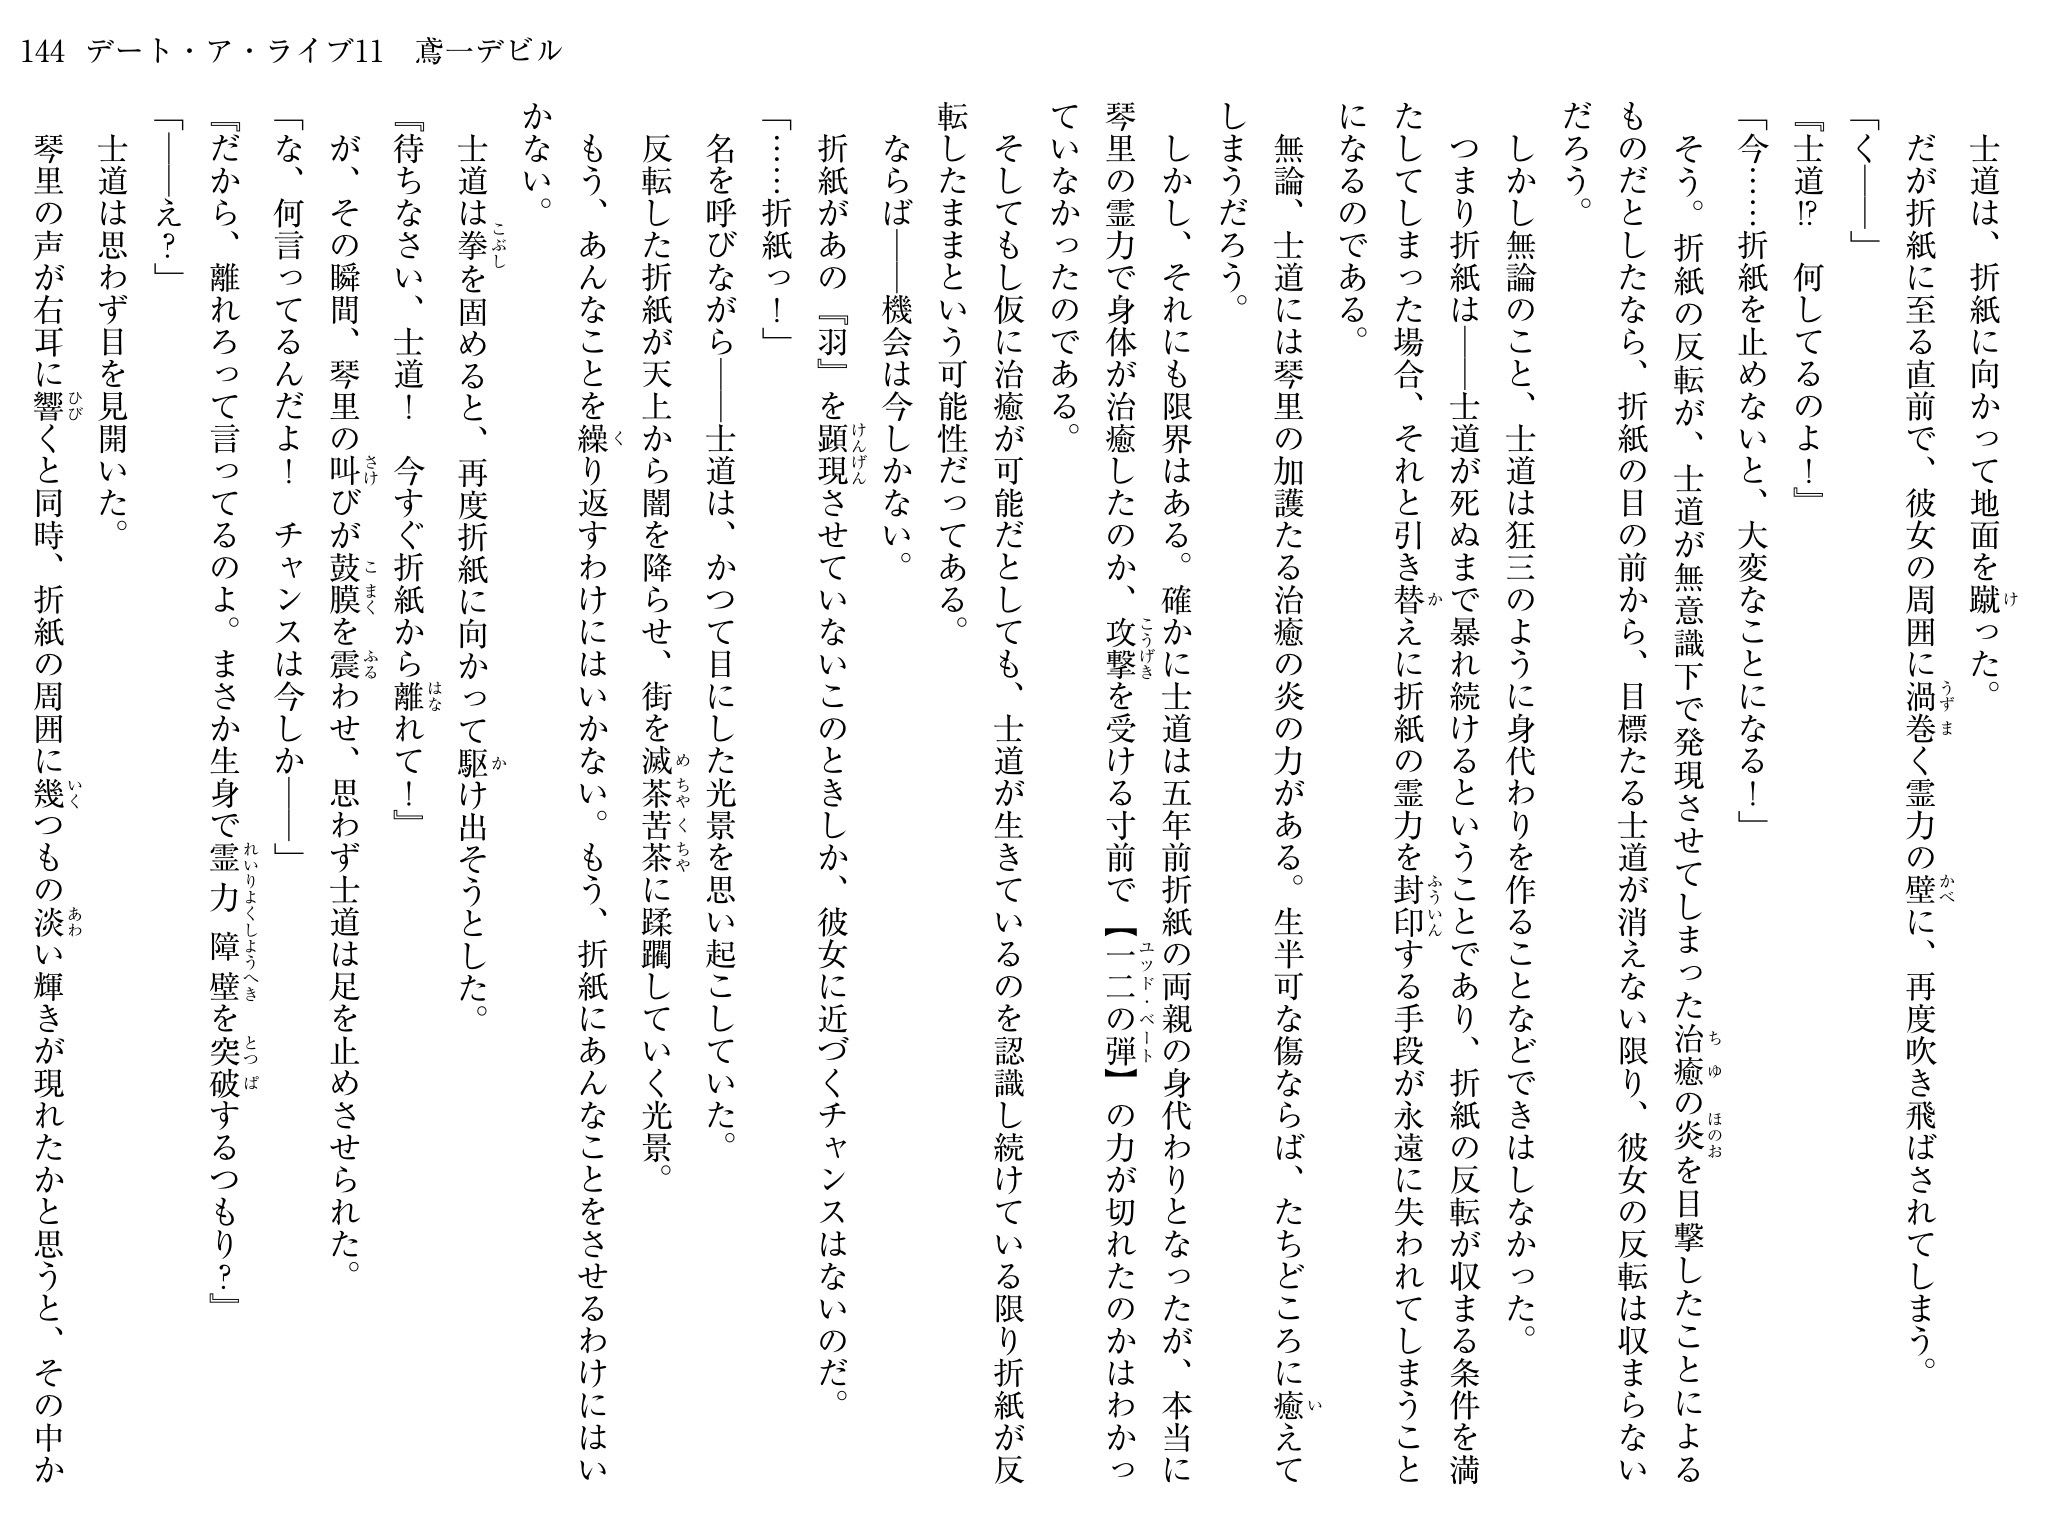 144 デート・ア・ライブ11　鳶一デビル
　士道は、折紙に向かって地面を蹴った。
　だが折紙に至る直前で、彼女の周囲に渦巻く霊力の壁に、再度吹き飛ばされてしまう。
「く――」
『士道!?　何してるのよ！』
「今……折紙を止めないと、大変なことになる！」
　そう。折紙の反転が、士道が無意識下で発現させてしまった治癒の炎を目撃したことによる
ものだとしたなら、折紙の目の前から、目標たる士道が消えない限り、彼女の反転は収まらない
だろう。
　しかし無論のこと、士道は狂三のように身代わりを作ることなどできはしなかった。
　つまり折紙は――士道が死ぬまで暴れ続けるということであり、折紙の反転が収まる条件を満
たしてしまった場合、それと引き替えに折紙の霊力を封印する手段が永遠に失われてしまうこと
になるのである。
　無論、士道には琴里の加護たる治癒の炎の力がある。生半可な傷ならば、たちどころに癒えて
しまうだろう。
　しかし、それにも限界はある。確かに士道は五年前折紙の両親の身代わりとなったが、本当に
琴里の霊力で身体が治癒したのか、攻撃を受ける寸前で【一二の弾】の力が切れたのかはわかっ
ていなかったのである。
　そしてもし仮に治癒が可能だとしても、士道が生きているのを認識し続けている限り折紙が反
転したままという可能性だってある。
　ならば――機会は今しかない。
　折紙があの『羽』を顕現させていないこのときしか、彼女に近づくチャンスはないのだ。
「……折紙っ！」
　名を呼びながら――士道は、かつて目にした光景を思い起こしていた。
　反転した折紙が天上から闇を降らせ、街を滅茶苦茶に蹂躙していく光景。
　もう、あんなことを繰り返すわけにはいかない。もう、折紙にあんなことをさせるわけにはい
かない。
　士道は拳を固めると、再度折紙に向かって駆け出そうとした。
『待ちなさい、士道！　今すぐ折紙から離れて！』
　が、その瞬間、琴里の叫びが鼓膜を震わせ、思わず士道は足を止めさせられた。
「な、何言ってるんだよ！　チャンスは今しか――」
『だから、離れろって言ってるのよ。まさか生身で霊力障壁を突破するつもり？』
「――え？」
　士道は思わず目を見開いた。
　琴里の声が右耳に響くと同時、折紙の周囲に幾つもの淡い輝きが現れたかと思うと、その中か